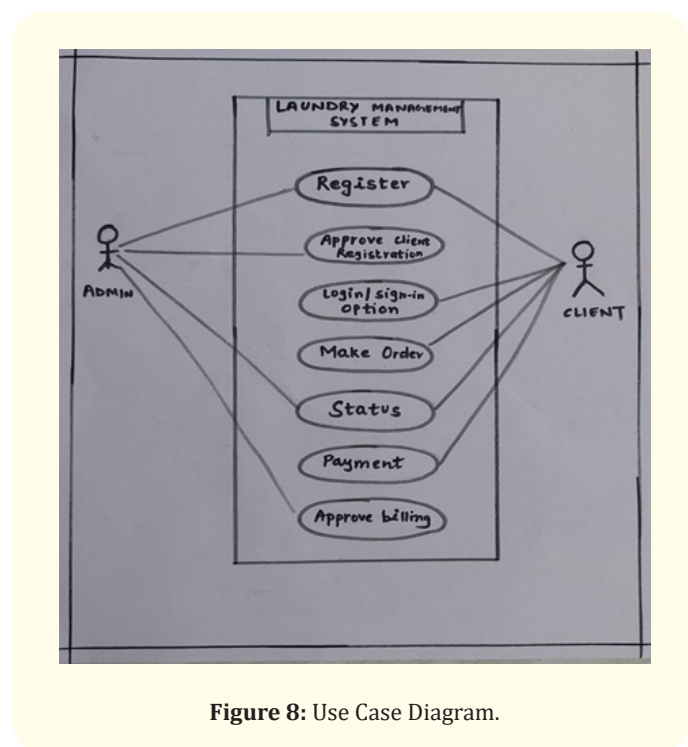 LAUNDRY MANAGEMENT
SYSTEM
Register
Approve client
Registration
ADMIN
Login/sign-in
option
CLIENT
Make Order
Status
Payment
Approve billing
Figure 8: Use Case Diagram.